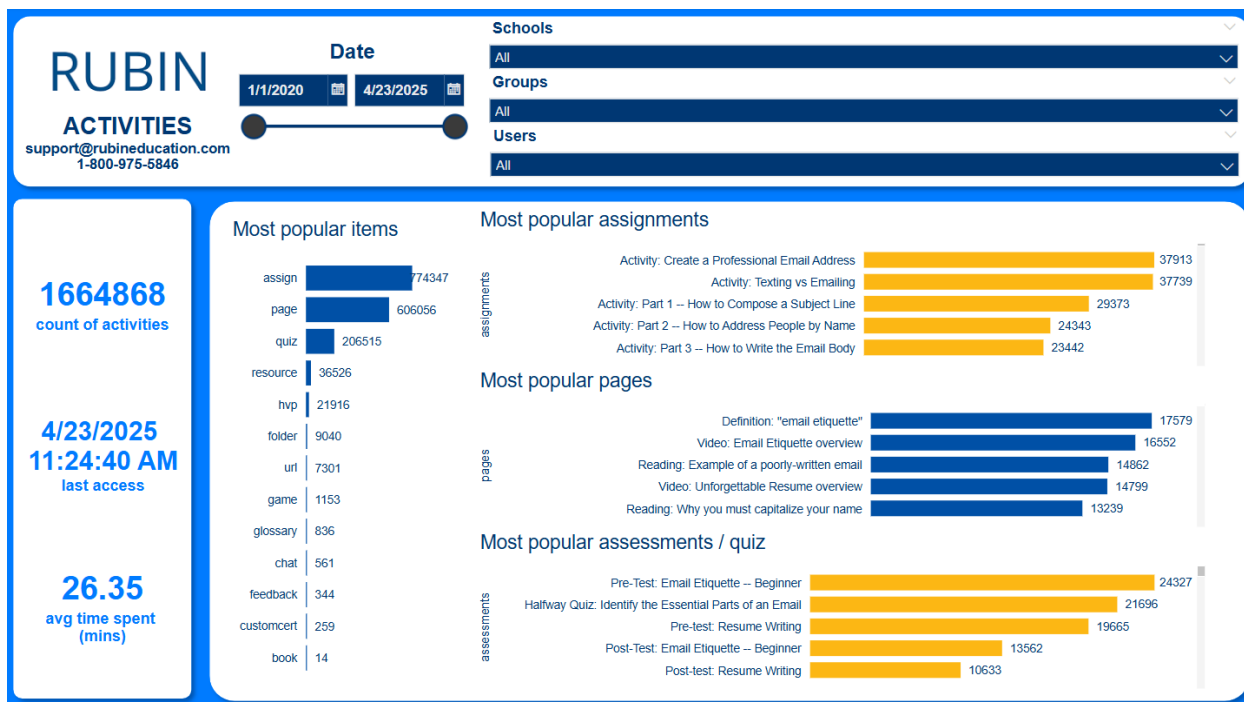 RUBIN
ACTIVITIES
support@rubineducation.com
1-800-975-5846
Date
1/1/2020
4/23/2025
Schools
All
Groups
All
Users
All
1664868
count of activities
4/23/2025
11:24:40 AM
last access
26.35
avg time spent
(mins)
Most popular items
assign 774347
page 606056
quiz 206515
resource 36526
hvp 21916
folder 9040
url 7301
game 1153
glossary 836
chat 561
feedback 344
customcert 259
book 14
Most popular assignments
assignments
Activity: Create a Professional Email Address 37913
Activity: Texting vs Emailing 37739
Activity: Part 1 -- How to Compose a Subject Line 29373
Activity: Part 2 -- How to Address People by Name 24343
Activity: Part 3 -- How to Write the Email Body 23442
Most popular pages
pages
Definition: "email etiquette" 17579
Video: Email Etiquette overview 16552
Reading: Example of a poorly-written email 14862
Video: Unforgettable Resume overview 14799
Reading: Why you must capitalize your name 13239
Most popular assessments / quiz
assessments
Pre-Test: Email Etiquette -- Beginner 24327
Halfway Quiz: Identify the Essential Parts of an Email 21696
Pre-test: Resume Writing 19665
Post-Test: Email Etiquette -- Beginner 13562
Post-test: Resume Writing 10633